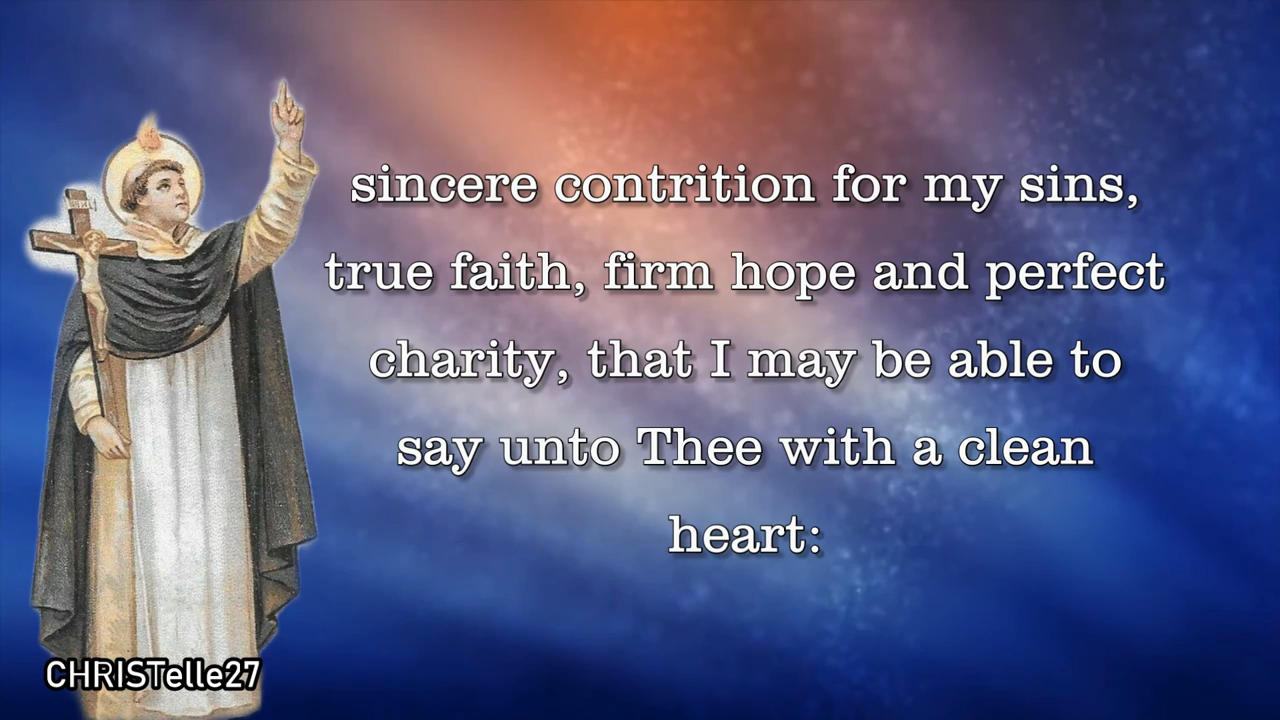 sincere contrition for my sins,
true faith, firm hope and perfect
charity, that I may be able to
say unto Thee with a clean
heart:
CHRISTelle27